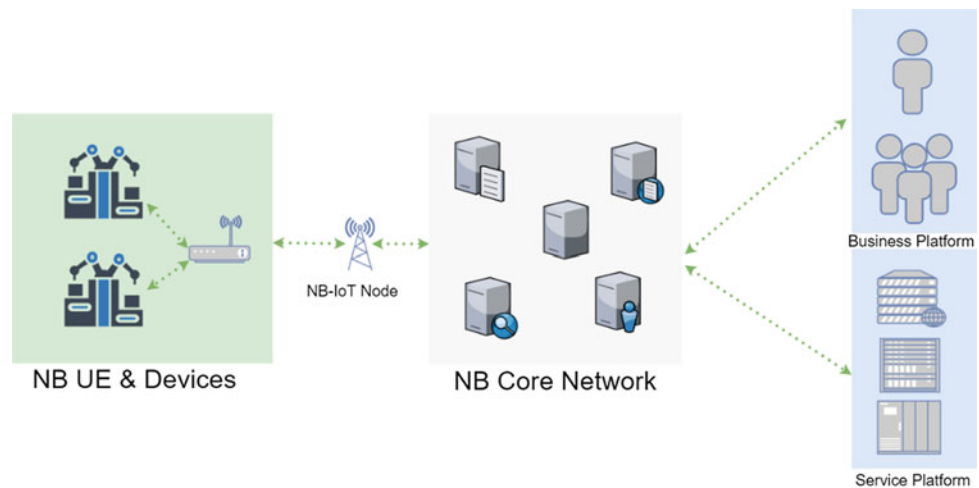 NB UE & Devices
NB-IoT Node
NB Core Network
Business Platform
Service Platform